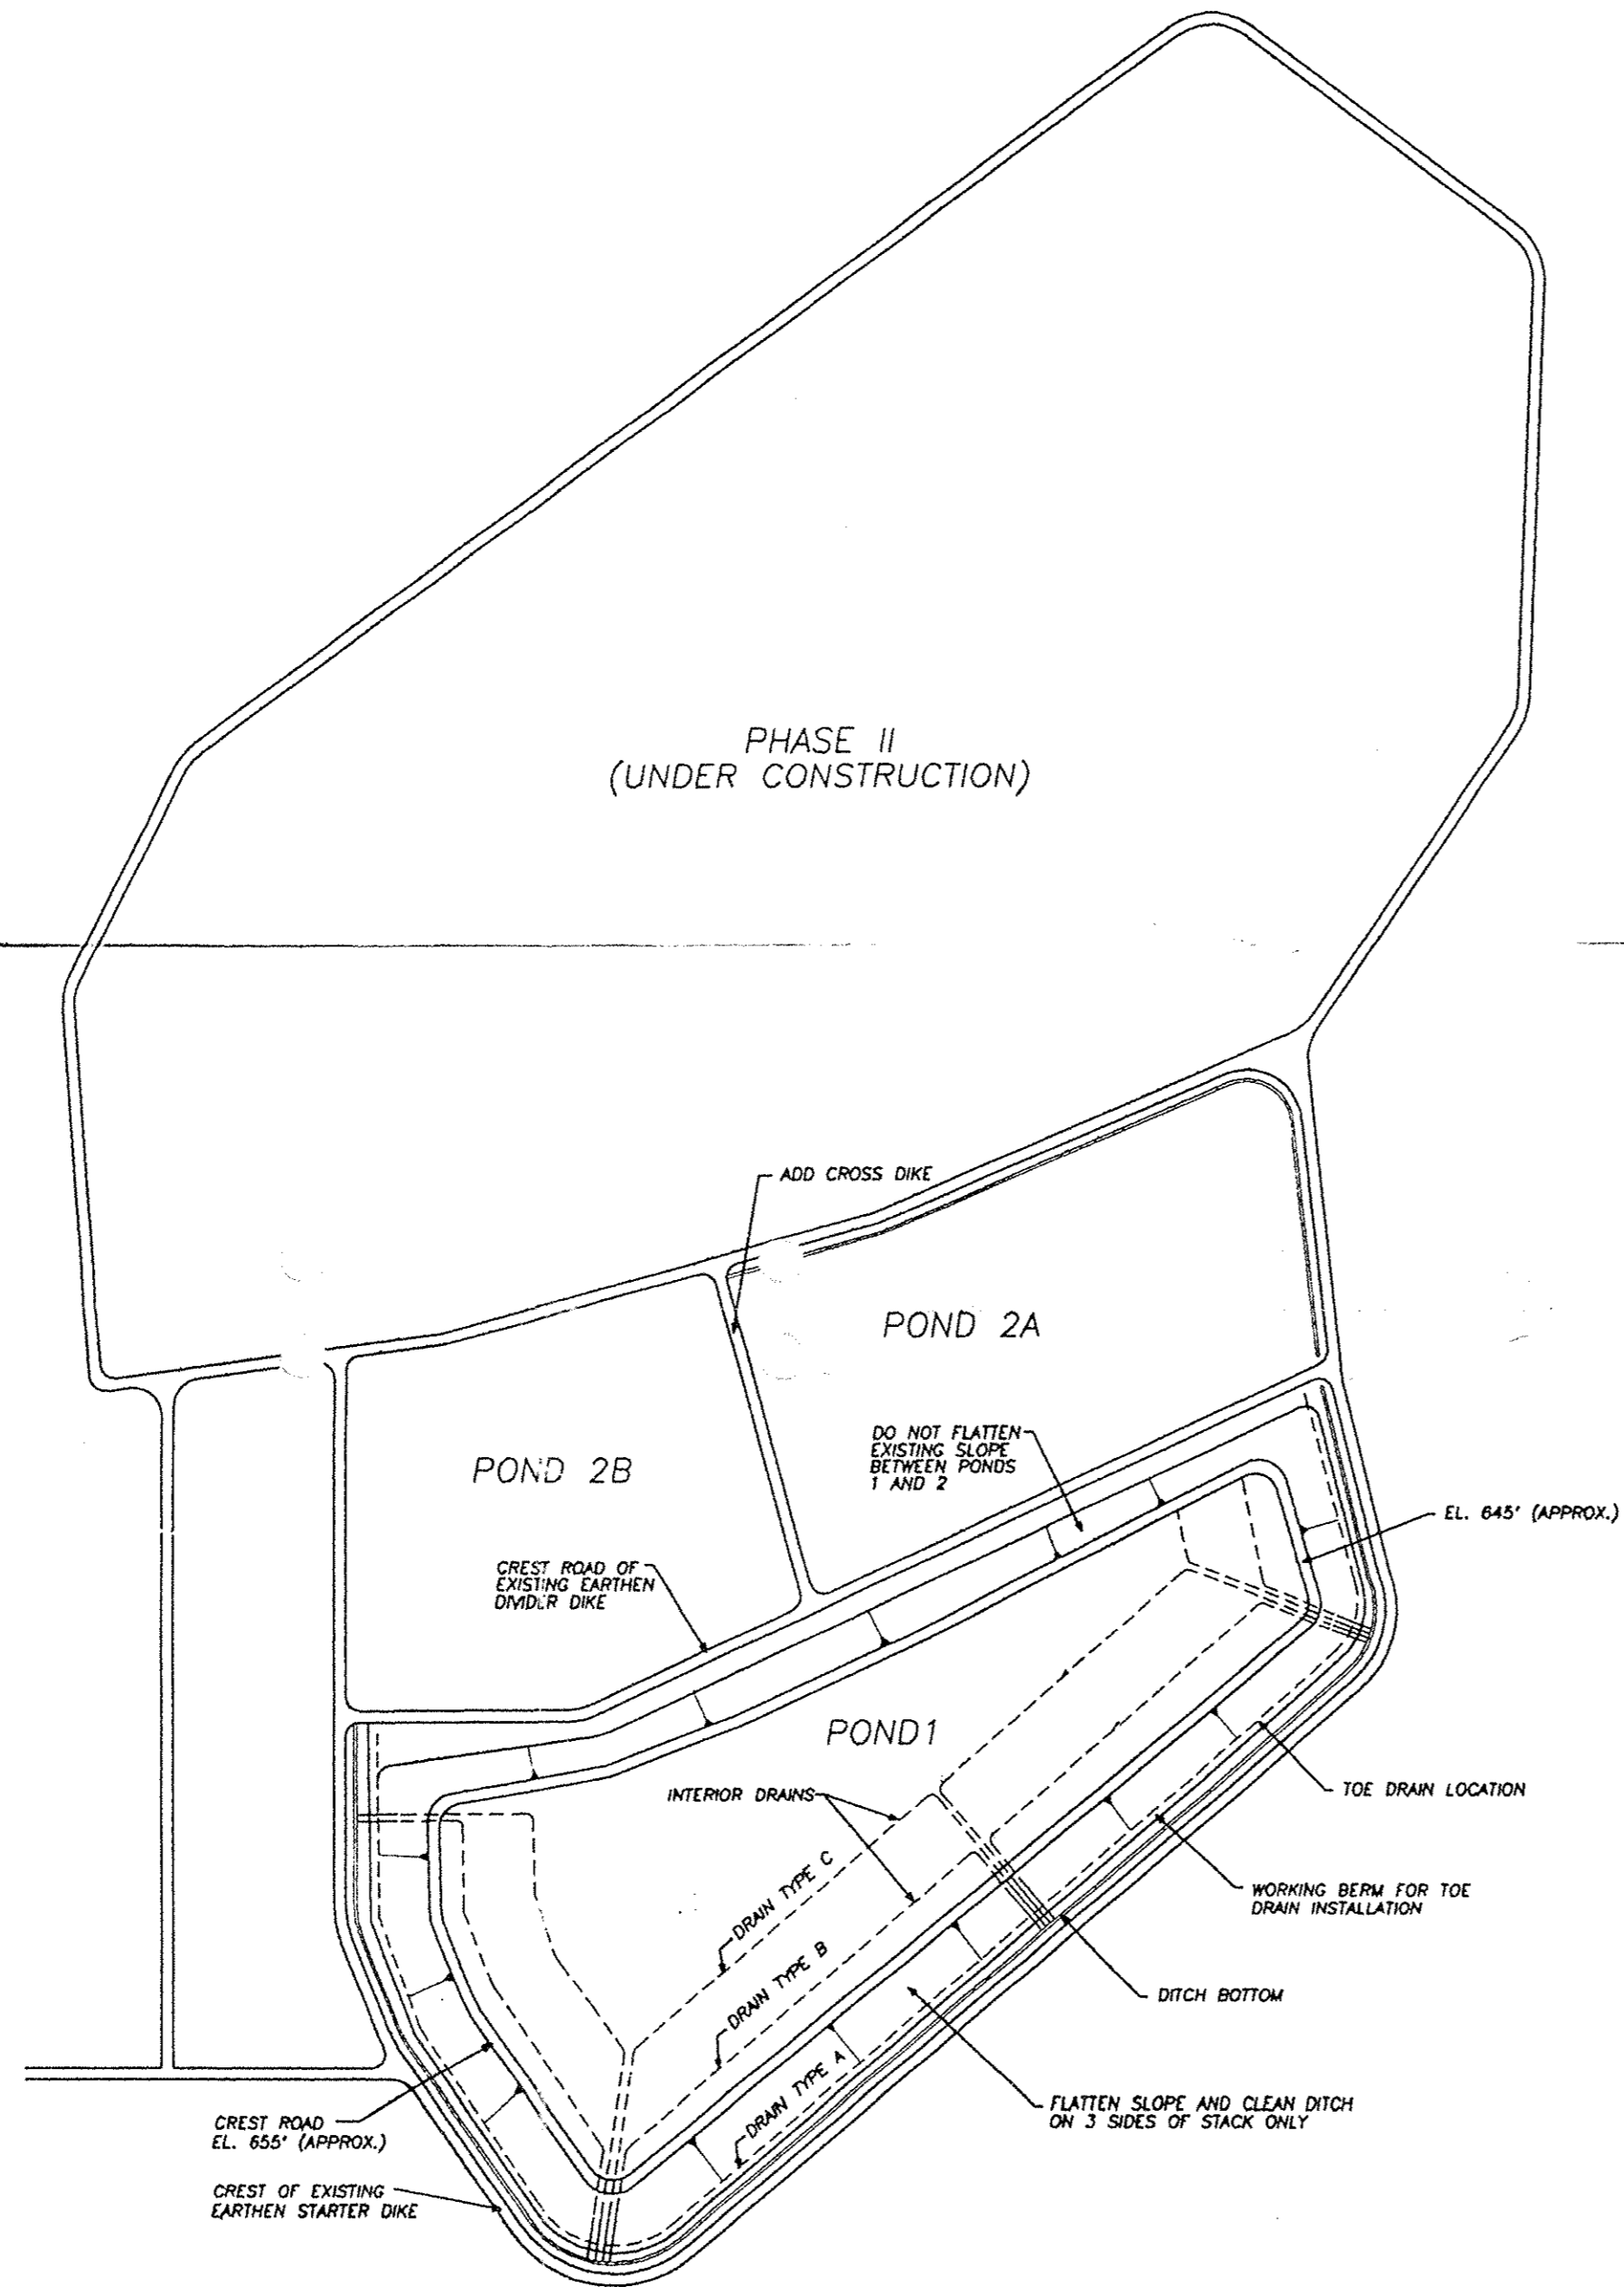 PHASE II
(UNDER CONSTRUCTION)
ADD CROSS DIKE
POND 2A
DO NOT FLATTEN
EXISTING SLOPE
BETWEEN PONDS
1 AND 2
POND 2B
EL. 645' (APPROX.)
CREST ROAD OF
EXISTING EARTHEN
DIVIDER DIKE
POND 1
INTERIOR DRAINS
TOE DRAIN LOCATION
DRAIN TYPE C
WORKING BERM FOR TOE
DRAIN INSTALLATION
DRAIN TYPE B
DITCH BOTTOM
DRAIN TYPE A
FLATTEN SLOPE AND CLEAN DITCH
ON 3 SIDES OF STACK ONLY
CREST ROAD
EL. 655' (APPROX.)
CREST OF EXISTING
EARTHEN STARTER DIKE